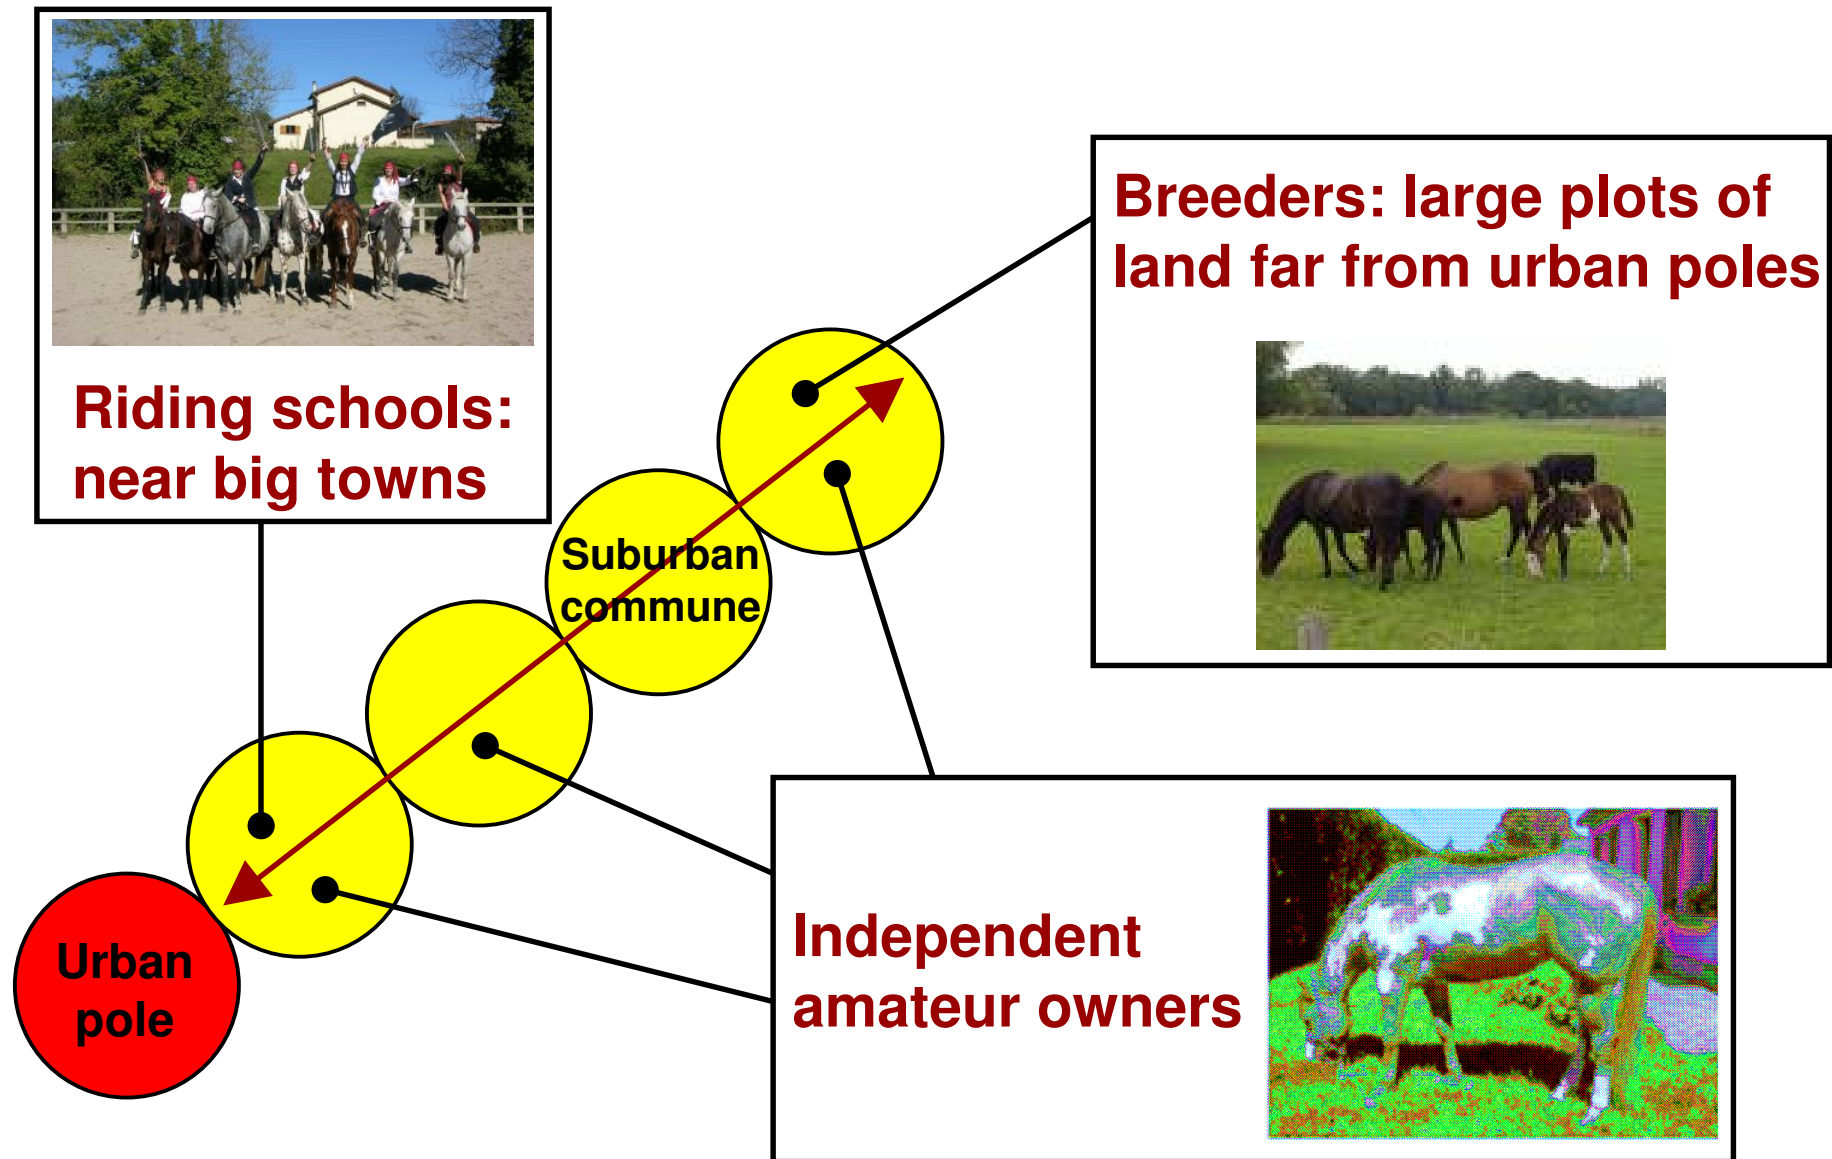 Riding schools:
near big towns
Breeders: large plots of
land far from urban poles
Suburban
commune
Urban
pole
Independent
amateur owners